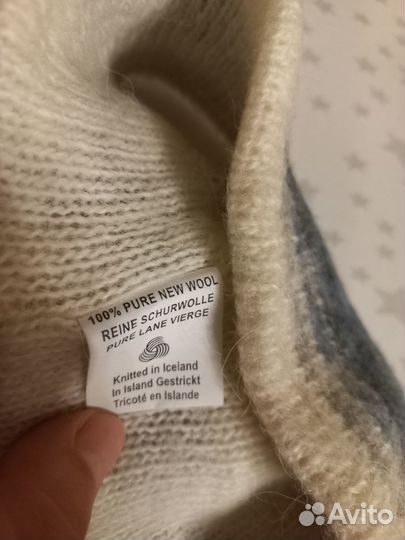 100% PURE NEW WOOL
REINE SCHURWOLLE
PURE LANE VIERGE
Knitted in Iceland
In Island Gestrickt
Tricoté en Islande
Avito